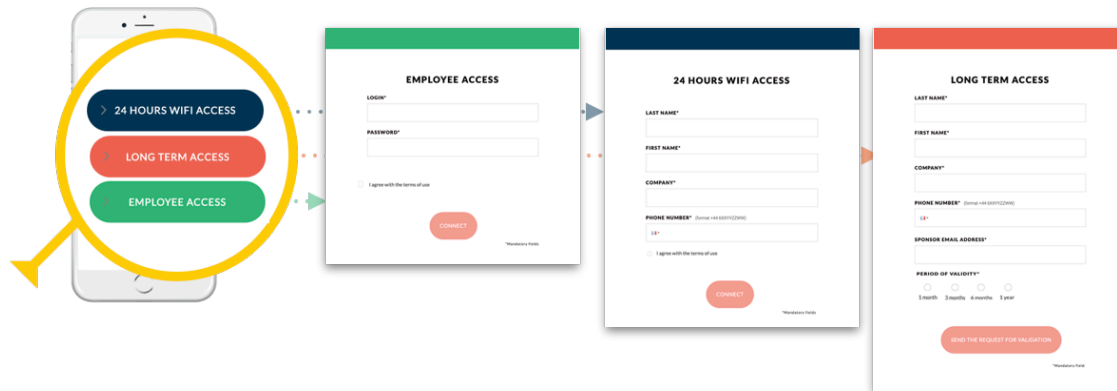 24 HOURS WIFI ACCESS
LONG TERM ACCESS
EMPLOYEE ACCESS
EMPLOYEE ACCESS
LOGIN*
PASSWORD*
I agree with the terms of use
CONNECT
*Mandatory fields
24 HOURS WIFI ACCESS
LAST NAME*
FIRST NAME*
COMPANY*
PHONE NUMBER*
I agree with the terms of use
CONNECT
*Mandatory fields
LONG TERM ACCESS
LAST NAME*
FIRST NAME*
COMPANY*
PHONE NUMBER*
SPONSOR EMAIL ADDRESS*
PERIOD OF VALIDITY*
1 month 3 months 6 months 1 year
SEND THE REQUEST FOR VALIDATION
*Mandatory fields